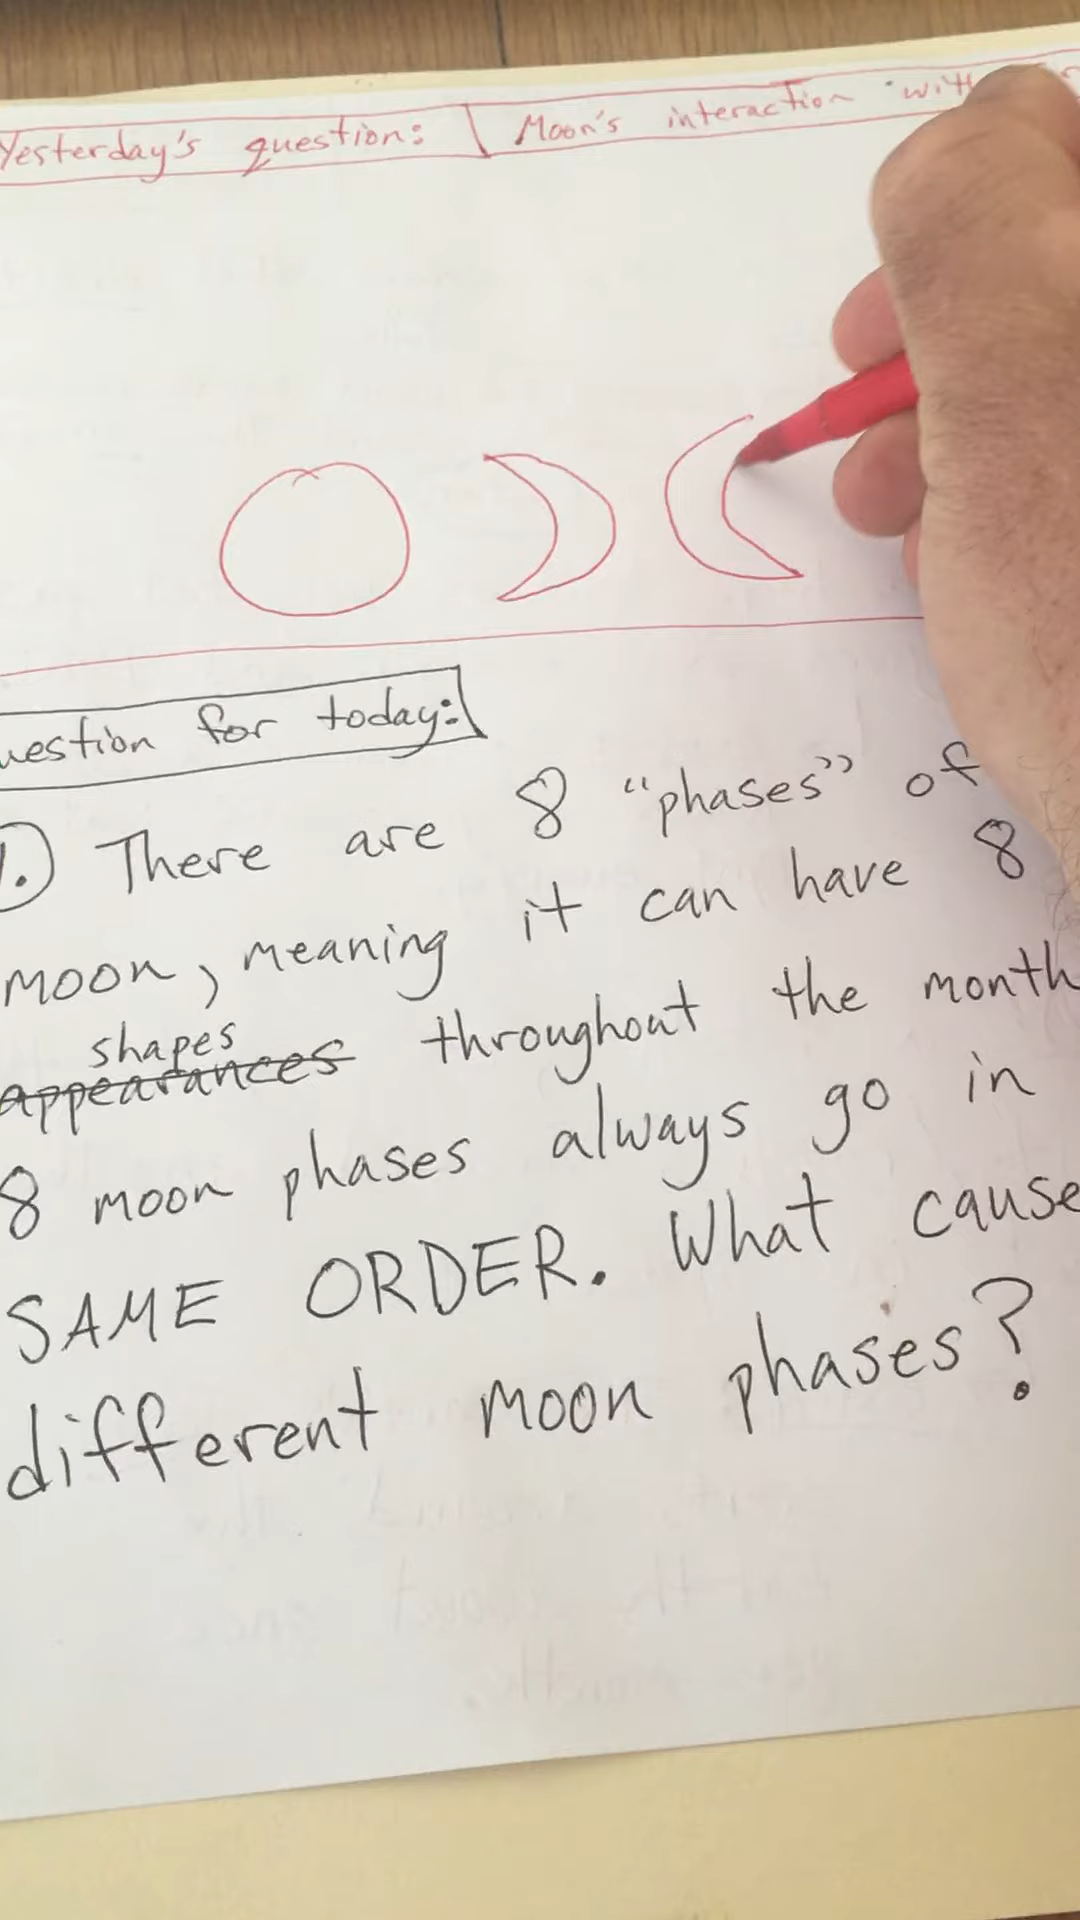 Yesterday's question: Moon's interaction with
uestion for today:
1. There are 8 "phases" of
moon, meaning it can have 8
shapes
appearances throughout the month
8 moon phases always go in
SAME ORDER. What cause
different moon phases?